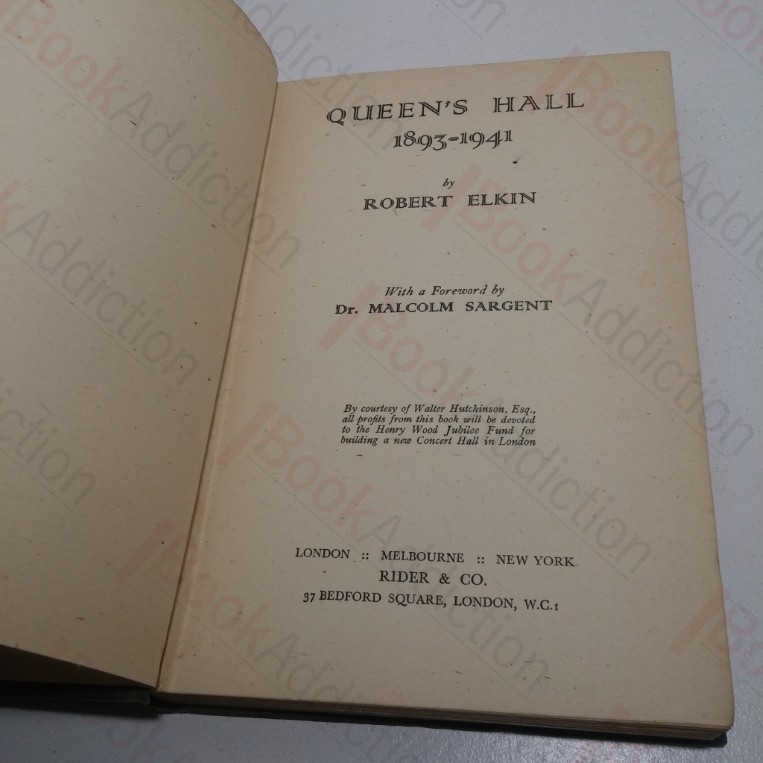 QUEEN'S HALL
1893-1941
by
ROBERT ELKIN
With a Foreword by
Dr. MALCOLM SARGENT
By courtesy of Walter Hutchinson, Esq.,
all profits from this book will be devoted
to the Henry Wood Jubilee Fund for
building a new Concert Hall in London
LONDON :: MELBOURNE :: NEW YORK
RIDER & CO.
37 BEDFORD SQUARE, LONDON, W.C.1
BookAddiction